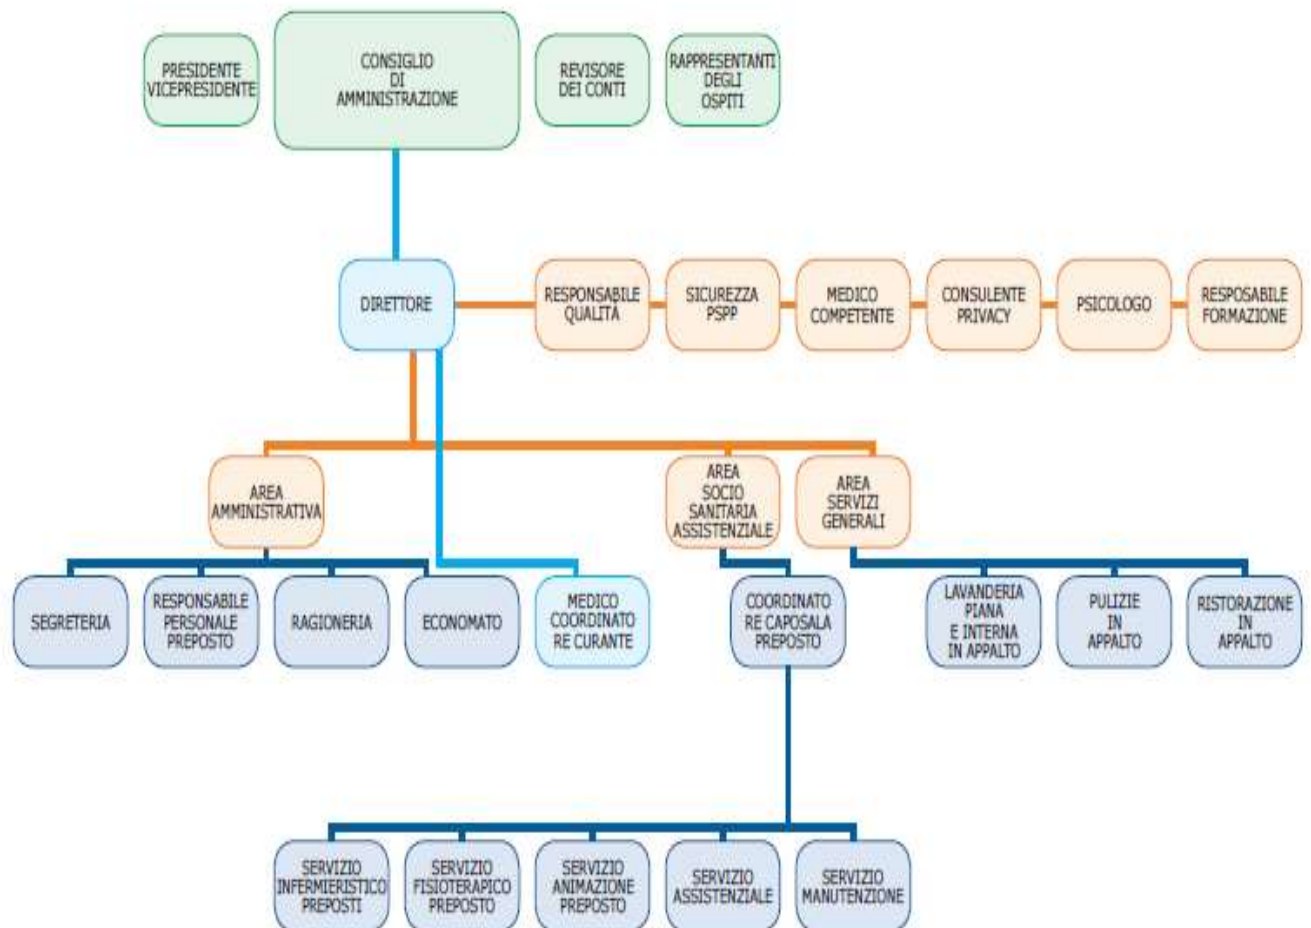 PRESIDENTE
VICEPRESIDENTE
CONSIGLIO
DI
AMMINISTRAZIONE
REVISORE
DEI CONTI
RAPPRESENTANTI
DEGLI
OSPITI
DIRETTORE
RESPONSABILE
QUALITÀ
SICUREZZA
PSPP
MEDICO
COMPETENTE
CONSULENTE
PRIVACY
PSICOLOGO
RESPOSABILE
FORMAZIONE
AREA
AMMINISTRATIVA
AREA
SOCIO
SANITARIA
ASSISTENZIALE
AREA
SERVIZI
GENERALI
SEGRETERIA
RESPONSABILE
PERSONALE
PREPOSTO
RAGIONERIA
ECONOMATO
MEDICO
COORDINATO
RE CURANTE
COORDINATO
RE CAPOSALA
PREPOSTO
LAVANDERIA
PIANA
E INTERNA
IN APPALTO
PULIZIE
IN
APPALTO
RISTORAZIONE
IN
APPALTO
SERVIZIO
INFERMIERISTICO
PREPOSTI
SERVIZIO
FISIOTERAPICO
PREPOSTO
SERVIZIO
ANIMAZIONE
PREPOSTO
SERVIZIO
ASSISTENZIALE
SERVIZIO
MANUTENZIONE